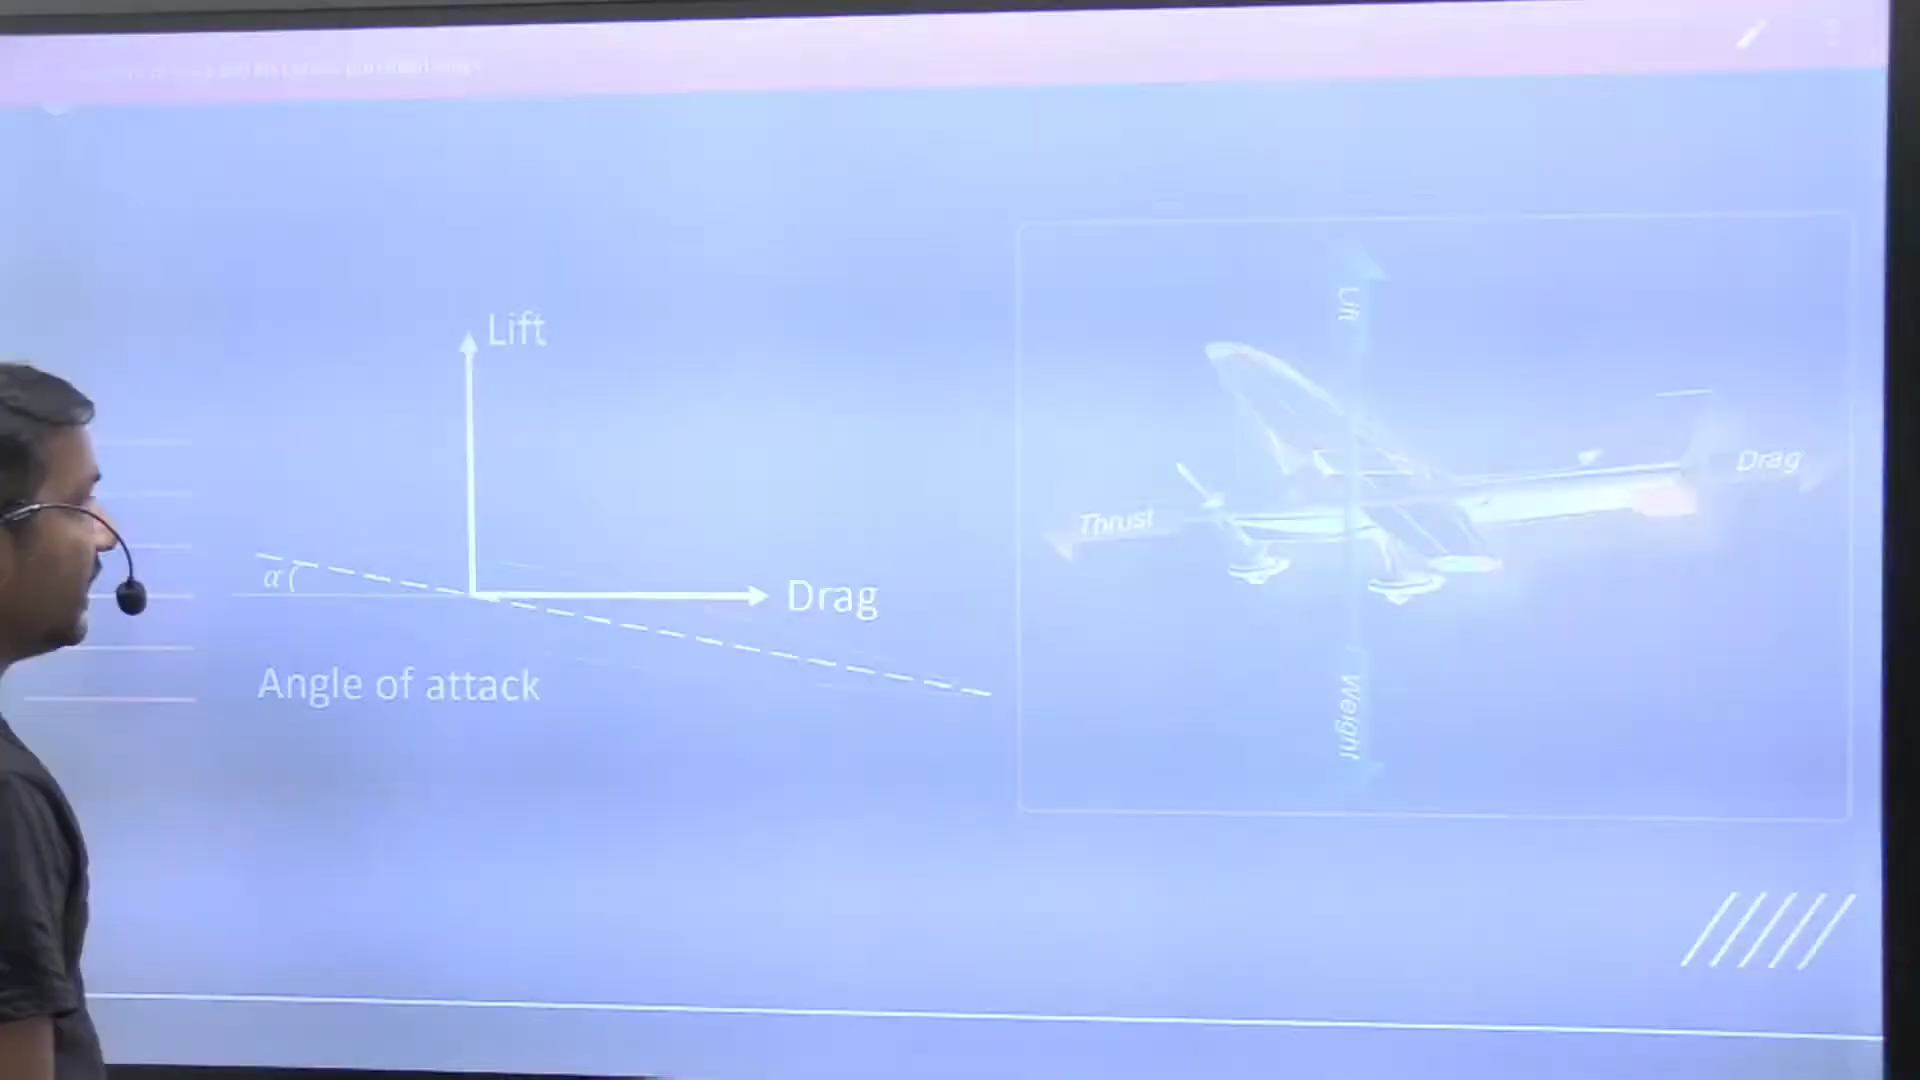 Lift
α
Drag
Angle of attack
Lift
Thrust
Drag
Weight